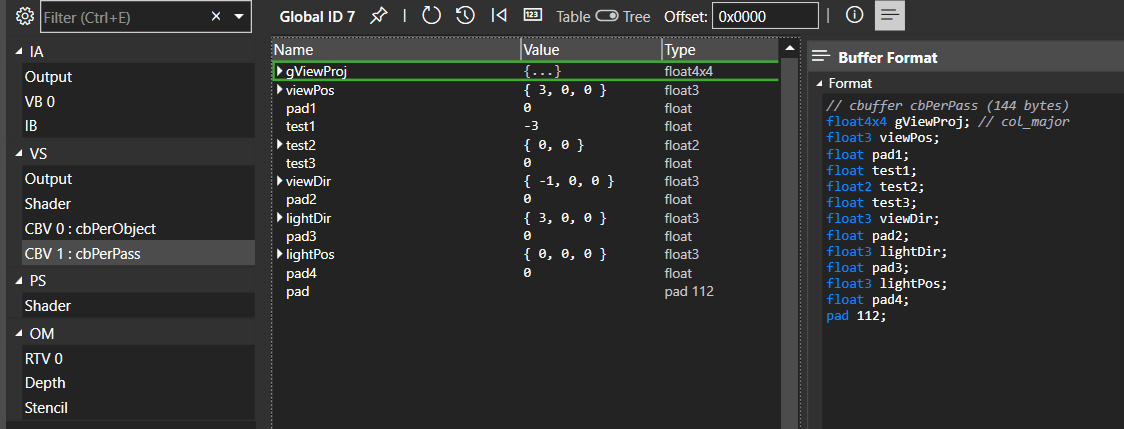 Filter (Ctrl+E)
Global ID 7
Table Tree Offset: 0x0000
IA
Output
VB 0
IB
VS
Output
Shader
CBV 0 : cbPerObject
CBV 1 : cbPerPass
PS
Shader
OM
RTV 0
Depth
Stencil
Name Value Type
gViewProj {...} float4x4
viewPos { 3, 0, 0 } float3
pad1 0 float
test1 -3 float
test2 { 0, 0 } float2
test3 0 float
viewDir { -1, 0, 0 } float3
pad2 0 float
lightDir { 3, 0, 0 } float3
pad3 0 float
lightPos { 0, 0, 0 } float3
pad4 0 float
pad pad 112
Buffer Format
Format
// cbuffer cbPerPass (144 bytes)
float4x4 gViewProj; // col_major
float3 viewPos;
float pad1;
float test1;
float2 test2;
float test3;
float3 viewDir;
float pad2;
float3 lightDir;
float pad3;
float3 lightPos;
float pad4;
pad 112;